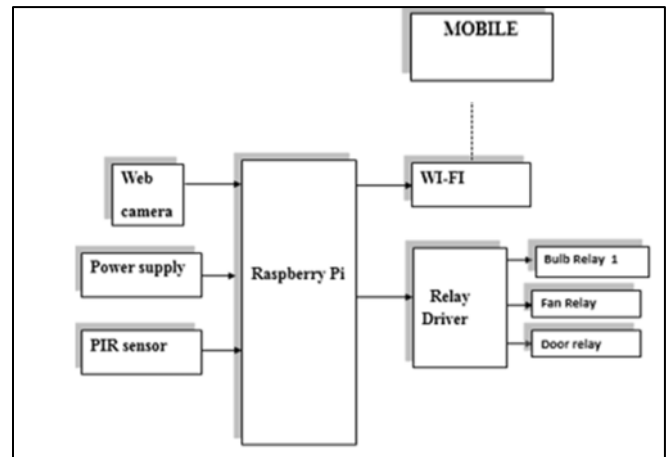 MOBILE
Web
camera
WI-FI
Power supply
Raspberry Pi
Relay
Driver
Bulb Relay 1
Fan Relay
PIR sensor
Door relay